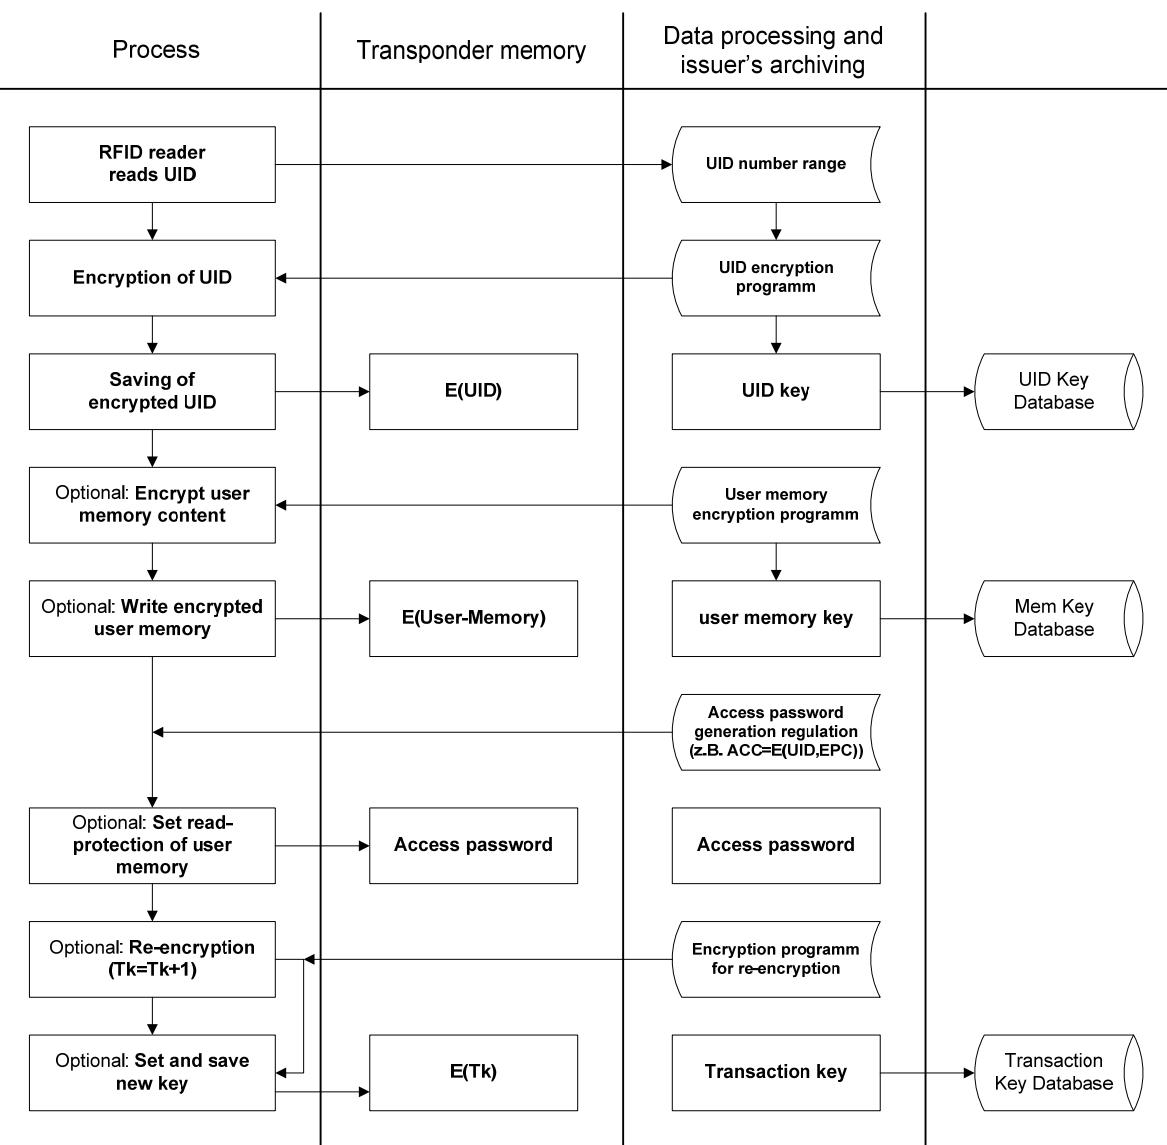 Process
Transponder memory
Data processing and
issuer's archiving
RFID reader
reads UID
UID number range
Encryption of UID
UID encryption
programm
Saving of
encrypted UID
E(UID)
UID key
UID Key
Database
Optional: Encrypt user
memory content
User memory
encryption programm
Optional: Write encrypted
user memory
E(User-Memory)
user memory key
Mem Key
Database
Access password
generation regulation
(z.B. ACC=E(UID,EPC))
Optional: Set read-
protection of user
memory
Access password
Access password
Optional: Re-encryption
(Tk=Tk+1)
Encryption programm
for re-encryption
Optional: Set and save
new key
E(Tk)
Transaction key
Transaction
Key Database